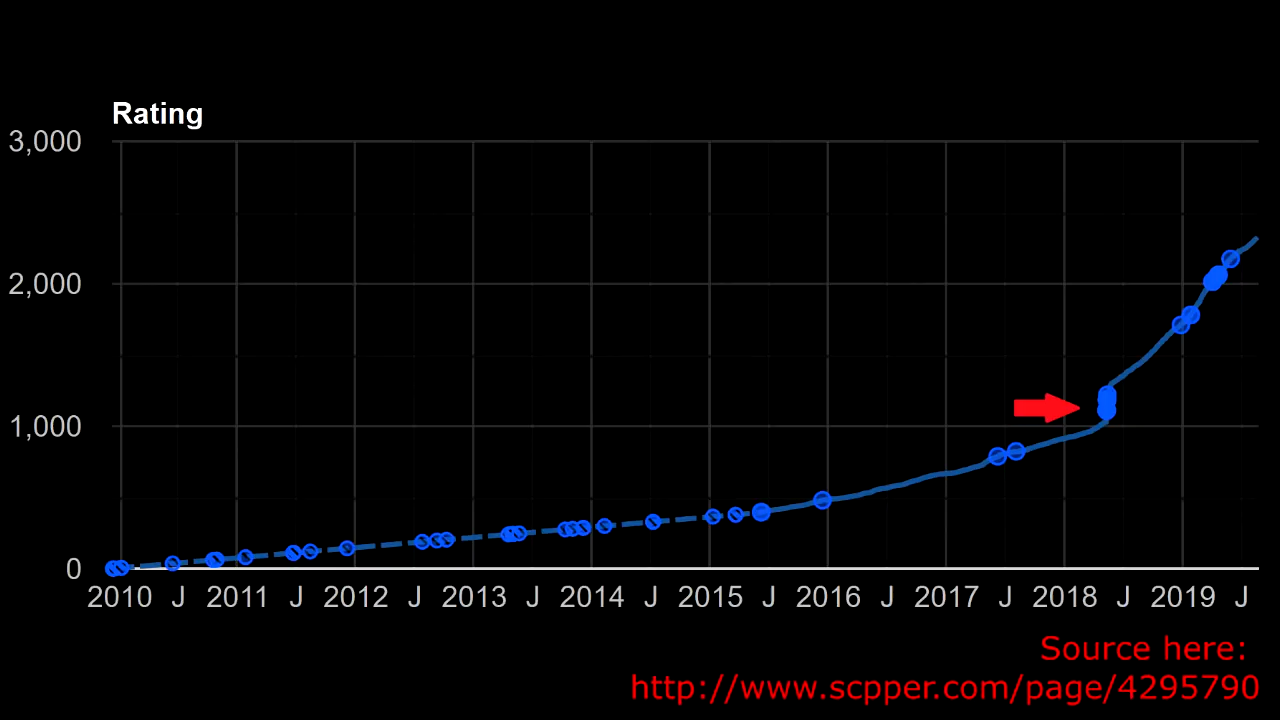 Rating
3,000
2,000
1,000
0
2010 J 2011 J 2012 J 2013 J 2014 J 2015 J 2016 J 2017 J 2018 J 2019 J
Source here:
http://www.scpper.com/page/4295790